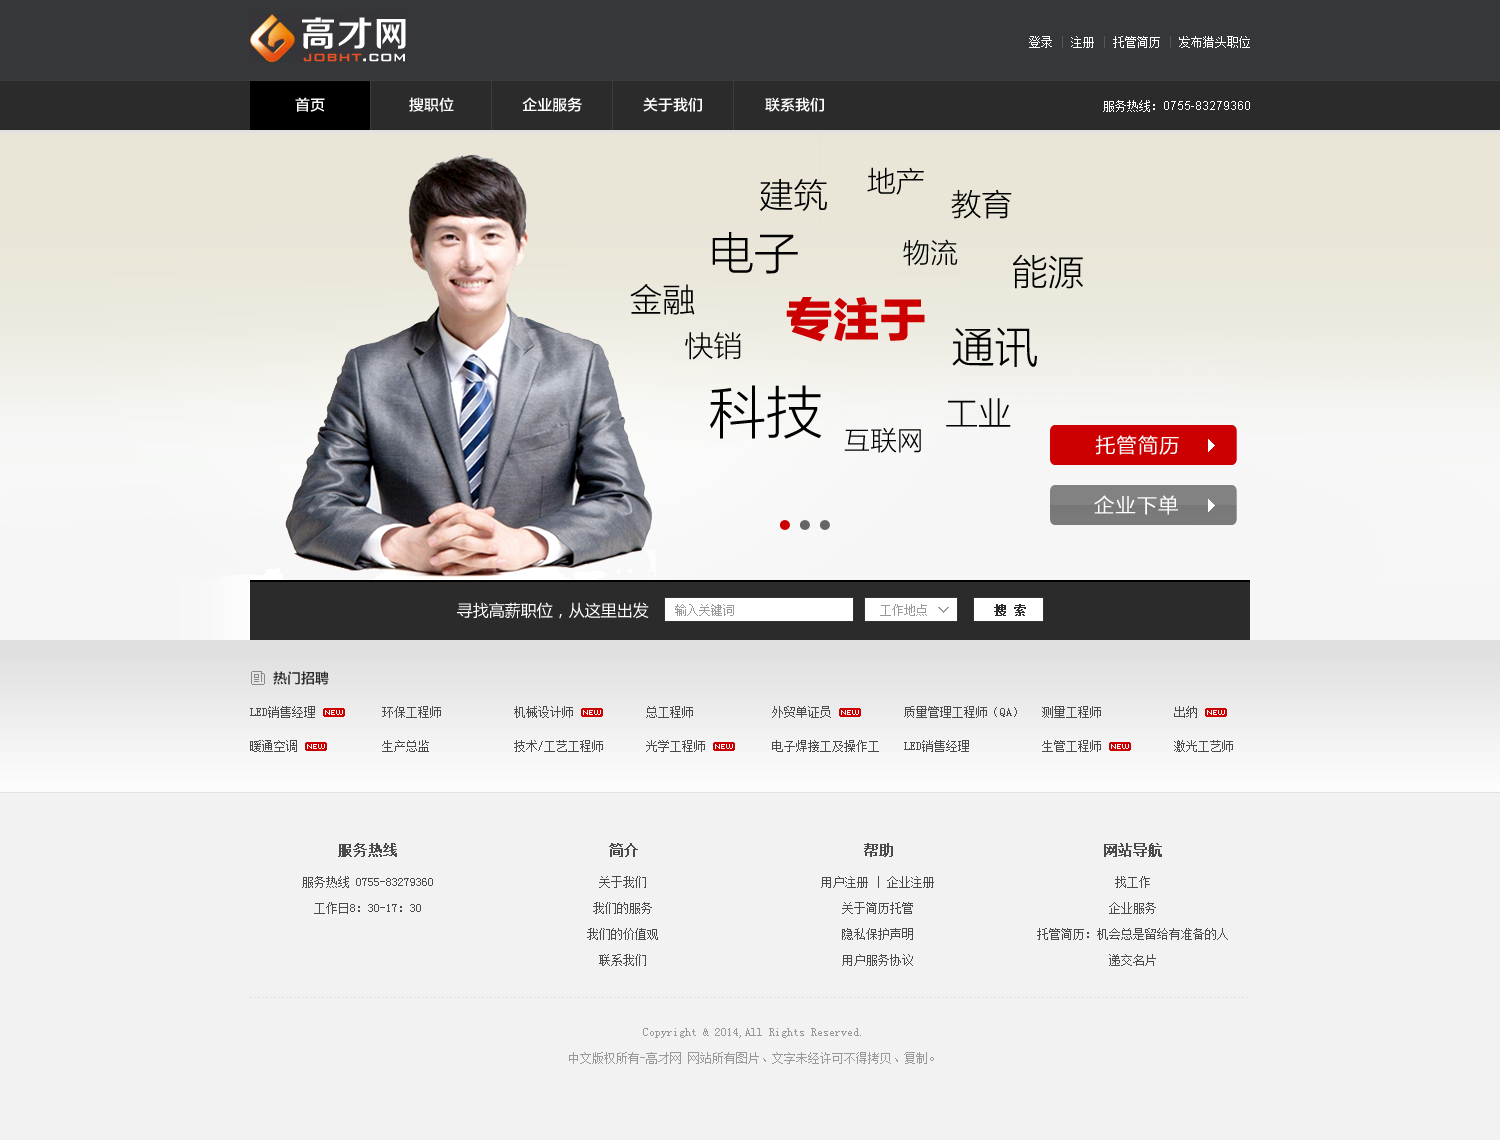 高才网
JOBHT.COM
登录 | 注册 | 托管简历 | 发布猎头职位
首页 搜职位 企业服务 关于我们 联系我们 服务热线：0755-83279360
建筑 地产 教育
电子 物流 能源
金融 专注于
快销 通讯
科技 互联网 工业
托管简历
企业下单
寻找高薪职位，从这里出发 输入关键词 工作地点 搜 索
热门招聘
LED销售经理 NEW 环保工程师 机械设计师 NEW 总工程师 外贸单证员 NEW 质量管理工程师（QA） 测量工程师 出纳 NEW
暖通空调 NEW 生产总监 技术/工艺工程师 光学工程师 NEW 电子焊接工及操作工 LED销售经理 生管工程师 NEW 激光工艺师
服务热线
服务热线 0755-83279360
工作日8：30-17：30
简介
关于我们
我们的服务
我们的价值观
联系我们
帮助
用户注册 | 企业注册
关于简历托管
隐私保护声明
用户服务协议
网站导航
找工作
企业服务
托管简历：机会总是留给有准备的人
递交名片
Copyright & 2014,All Rights Reserved.
中文版权所有-高才网 网站所有图片、文字未经许可不得拷贝、复制。